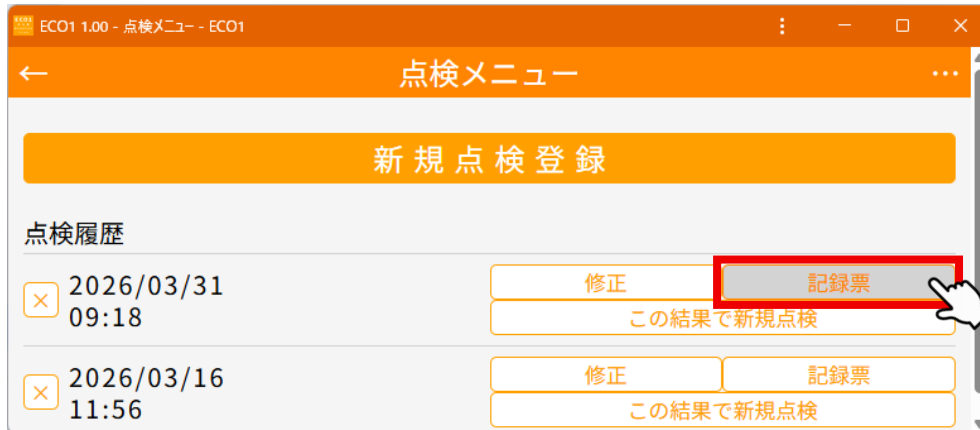 ECO1 1.00 - 点検メニュー - ECO1
点検メニュー
新規点検登録
点検履歴
2026/03/31
09:18
修正
記録票
この結果で新規点検
2026/03/16
11:56
修正
記録票
この結果で新規点検